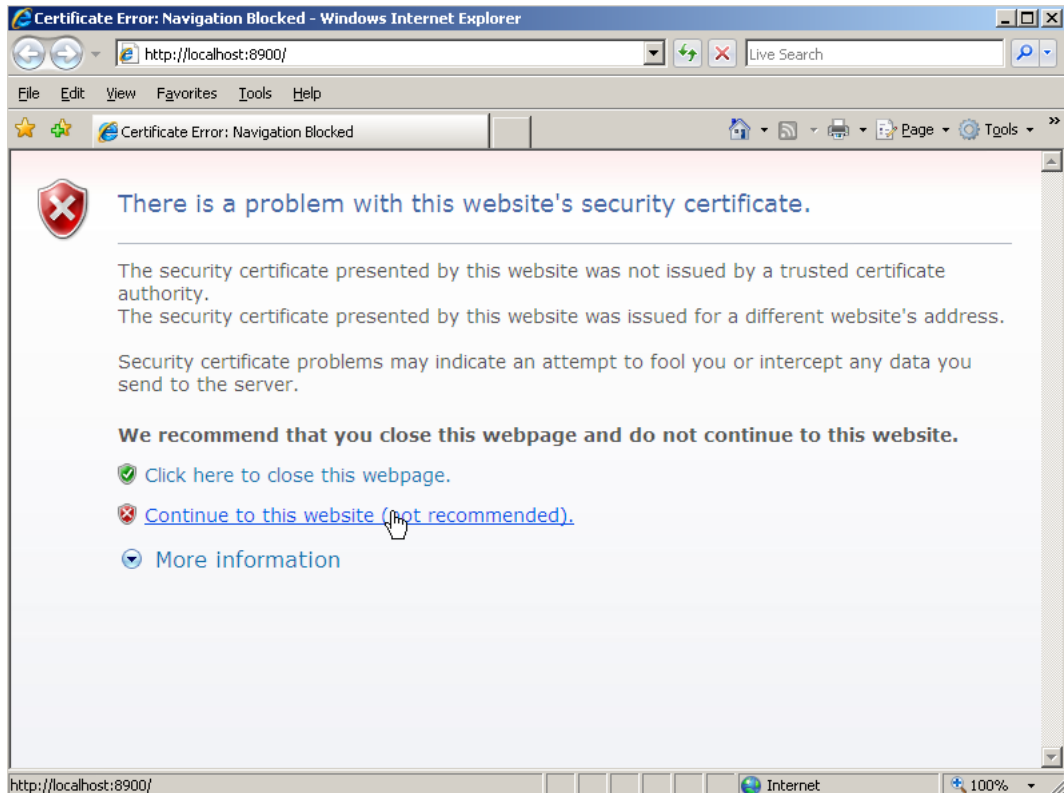 Certificate Error: Navigation Blocked - Windows Internet Explorer
http://localhost:8900/
Live Search
File Edit View Favorites Tools Help
Certificate Error: Navigation Blocked
Page Tools »
There is a problem with this website's security certificate.
The security certificate presented by this website was not issued by a trusted certificate
authority.
The security certificate presented by this website was issued for a different website's address.
Security certificate problems may indicate an attempt to fool you or intercept any data you
send to the server.
We recommend that you close this webpage and do not continue to this website.
Click here to close this webpage.
Continue to this website (not recommended).
More information
http://localhost:8900/ Internet 100%